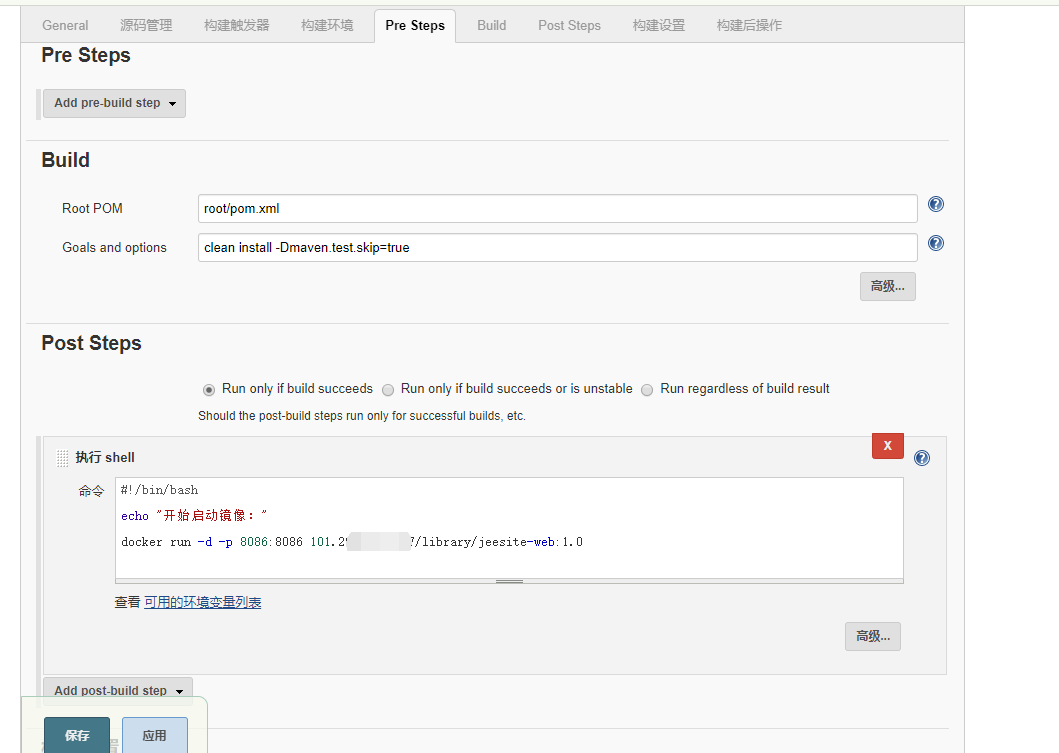 General 源码管理 构建触发器 构建环境 Pre Steps Build Post Steps 构建设置 构建后操作
Pre Steps
Add pre-build step
Build
Root POM root/pom.xml
Goals and options clean install -Dmaven.test.skip=true
高级...
Post Steps
Run only if build succeeds Run only if build succeeds or is unstable Run regardless of build result
Should the post-build steps run only for successful builds, etc.
X
执行 shell
命令 #!/bin/bash
echo "开始启动镜像："
docker run -d -p 8086:8086 101.2 7/library/jeesite-web:1.0
查看 可用的环境变量列表
高级...
Add post-build step
保存 应用